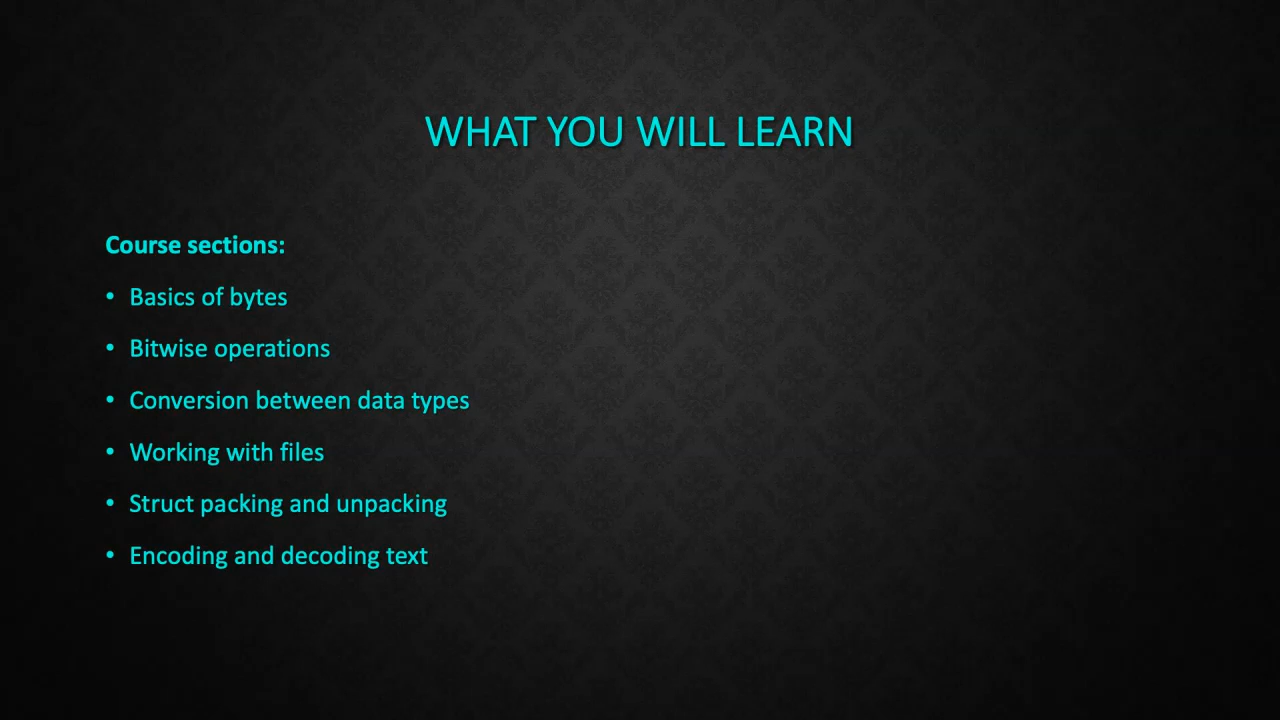 WHAT YOU WILL LEARN
Course sections:
• Basics of bytes
• Bitwise operations
• Conversion between data types
• Working with files
• Struct packing and unpacking
• Encoding and decoding text